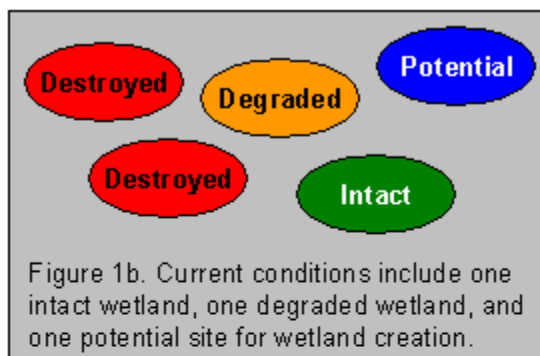 Destroyed
Degraded
Potential
Destroyed
Intact
Figure 1b. Current conditions include one
intact wetland, one degraded wetland, and
one potential site for wetland creation.